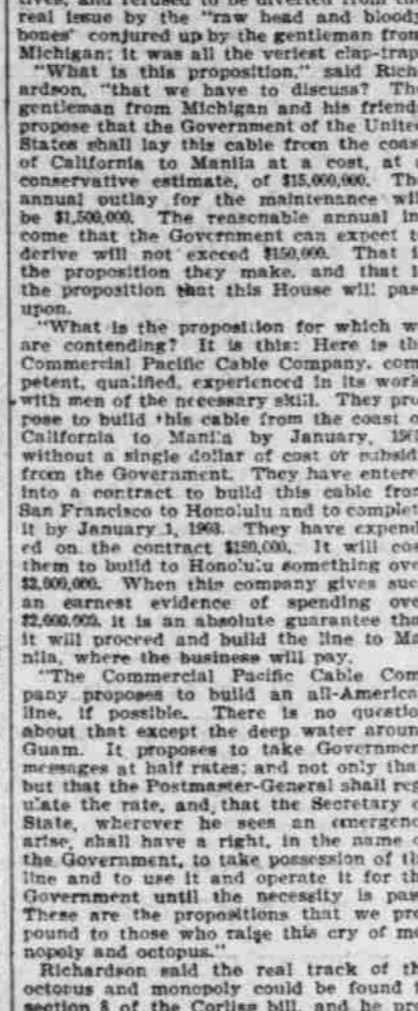 tives, and refused to be diverted from the
real issue by the "raw head and bloody
bones" conjured up by the gentleman from
Michigan; it was all the veriest clap-trap.
"What is this proposition," said Rich-
ardson, "that we have to discuss? The
gentleman from Michigan and his friends
propose that the Government of the United
States shall lay this cable from the coast
of California to Manila at a cost, at a
conservative estimate, of $15,000,000. The
annual outlay for the maintenance will
be $1,500,000. The reasonable annual in-
come that the Government can expect to
derive will not exceed $150,000. That is
the proposition they make, and that is
the proposition that this House will pass
upon.
"What is the proposition for which we
are contending? It is this: Here is the
Commercial Pacific Cable Company, com-
petent, qualified, experienced in its work
with men of the necessary skill. They pro-
pose to build this cable from the coast of
California to Manila by January,
without a single dollar of cost or subsidy
from the Government. They have entered
into a contract to build this cable from
San Francisco to Honolulu and to complete
it by January 1, 1903. They have expend-
ed on the contract $180,000. It will cost
them to build to Honolulu something over
$2,000,000. When this company gives such
an earnest evidence of spending over
$2,000,000, it is an absolute guarantee that
it will proceed and build the line to Ma-
nila, where the business will pay.
"The Commercial Pacific Cable Com-
pany proposes to build an all-American
line, if possible. There is no question
about that except the deep water around
Guam. It proposes to take Government
messages at half rates; and not only that
but that the Postmaster-General shall reg-
ulate the rate, and that the Secretary of
State, wherever he sees an emergency
arise, shall have a right, in the name of
the Government, to take possession of the
line and to use it and operate it for the
Government until the necessity is past.
These are the propositions that we pro-
pound to those who raise this cry of mo-
nopoly and octopus."
Richardson said the real track of the
octopus and monopoly could be found in
section 8 of the Corliss bill, and he pro-